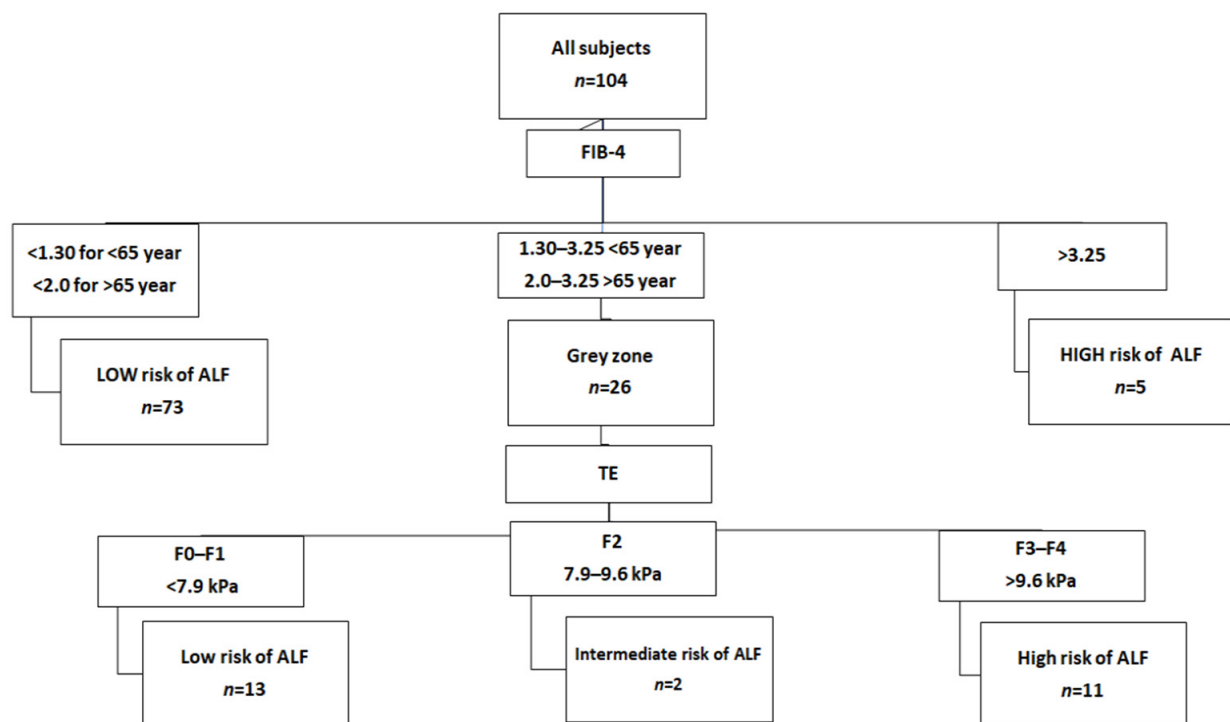 All subjects
n=104
FIB-4
<1.30 for <65 year
<2.0 for >65 year
1.30–3.25 <65 year
2.0–3.25 >65 year
>3.25
LOW risk of ALF
n=73
Grey zone
n=26
HIGH risk of  ALF
n=5
TE
F0–F1
<7.9 kPa
F2
7.9–9.6 kPa
F3–F4
>9.6 kPa
Low risk of ALF
n=13
Intermediate risk of ALF
n=2
High risk of ALF
n=11